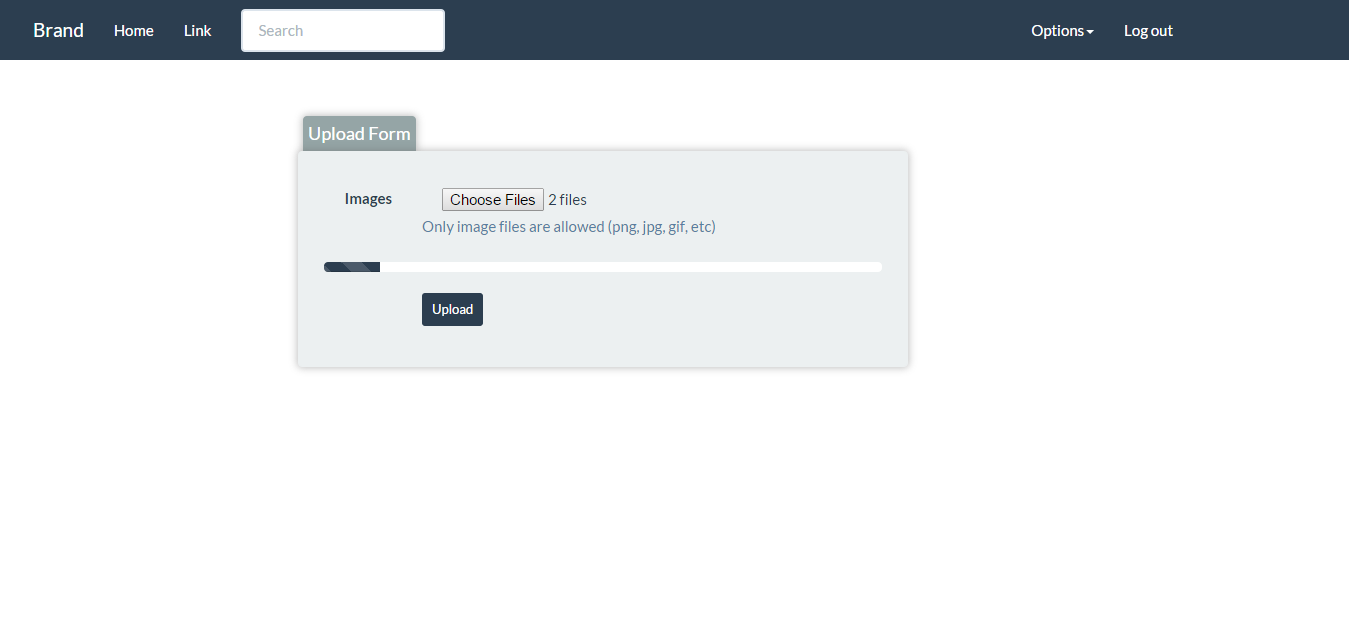 Brand Home Link Search Options Log out
Upload Form
Images Choose Files 2 files
Only image files are allowed (png, jpg, gif, etc)
Upload